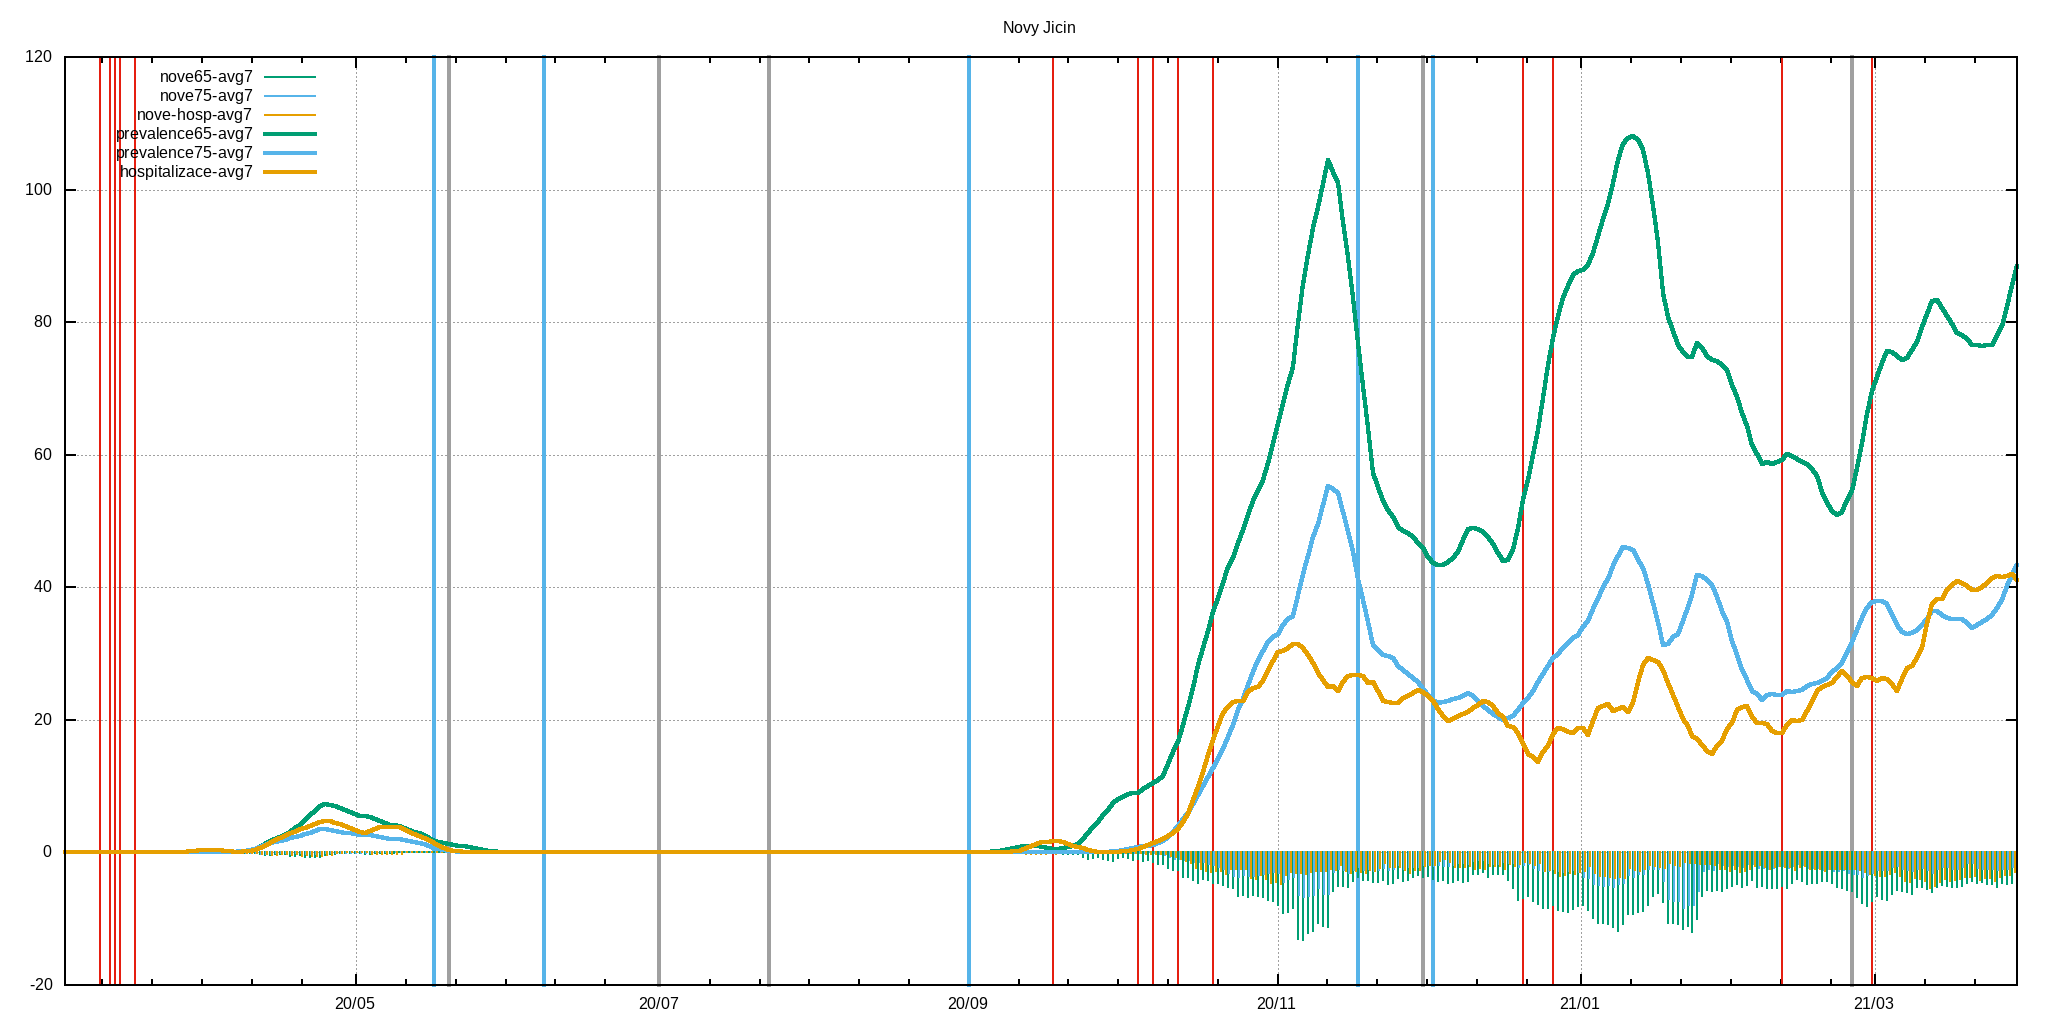 Novy Jicin
120
100
80
60
40
20
0
-20
nove65-avg7
nove75-avg7
nove-hosp-avg7
prevalence65-avg7
prevalence75-avg7
hospitalizace-avg7
20/05
20/07
20/09
20/11
21/01
21/03